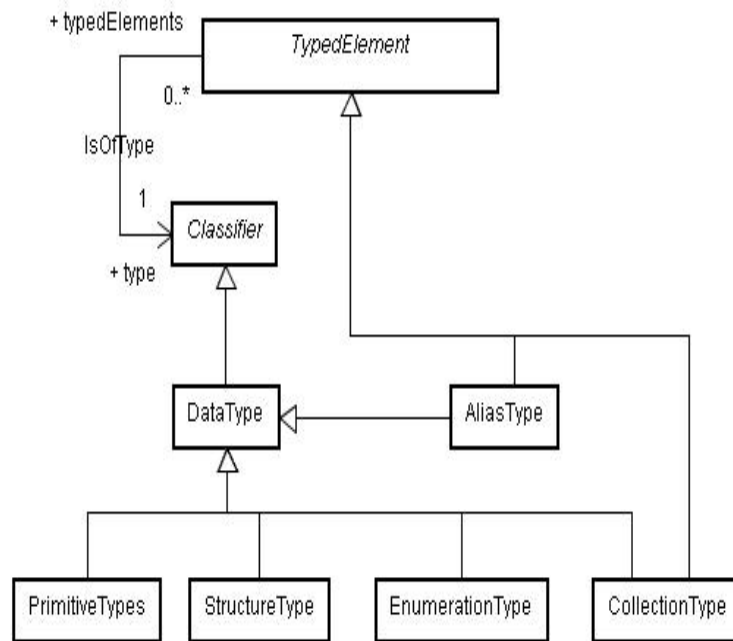 + typedElements
TypedElement
0..*
IsOfType
1
Classifier
+ type
DataType
AliasType
PrimitiveTypes
StructureType
EnumerationType
CollectionType